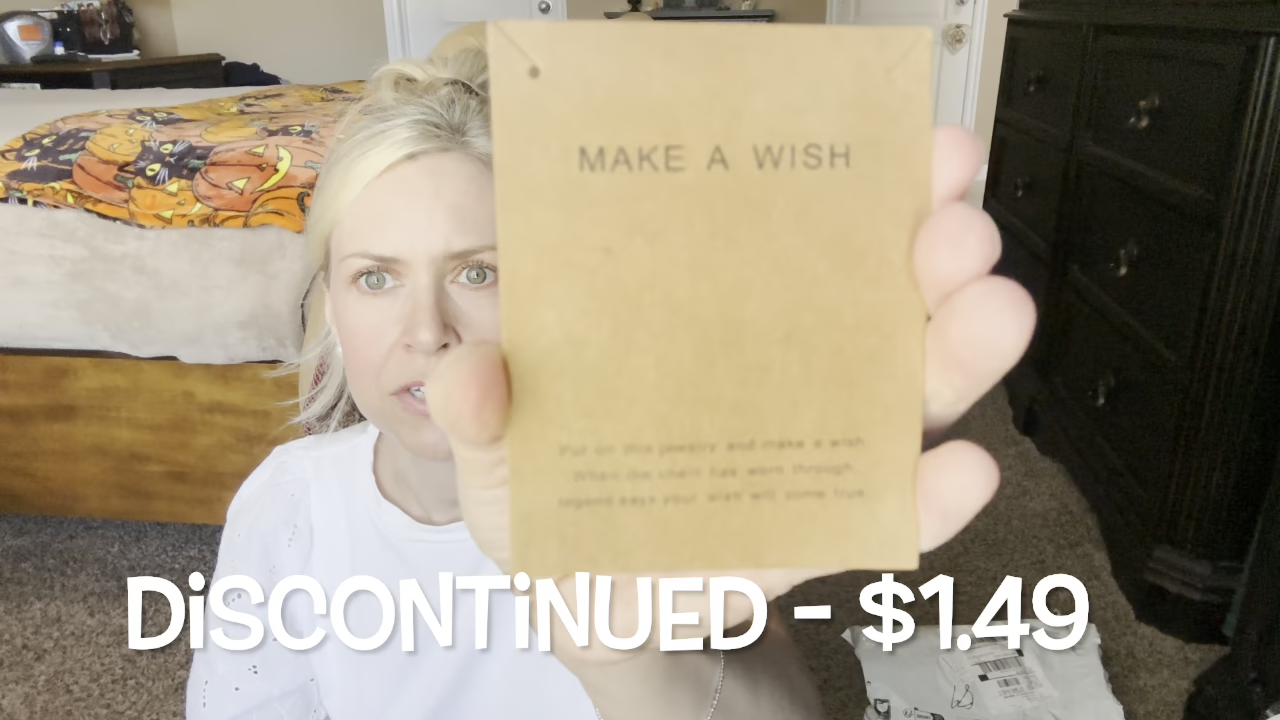 MAKE A WISH
Put on this jewelry and make a wish
When the chain has worn through,
legend says your wish will come true.
DiSCONTiNUED - $1.49